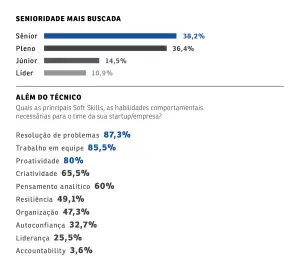 SENIORIDADE MAIS BUSCADA
Sênior 38,2%
Pleno 36,4%
Júnior 14,5%
Líder 10,9%
ALÉM DO TÉCNICO
Quais as principais Soft Skills, as habilidades comportamentais
necessárias para o time da sua startup/empresa?
Resolução de problemas 87,3%
Trabalho em equipe 85,5%
Proatividade 80%
Criatividade 65,5%
Pensamento analítico 60%
Resiliência 49,1%
Organização 47,3%
Autoconfiança 32,7%
Liderança 25,5%
Accountability 3,6%